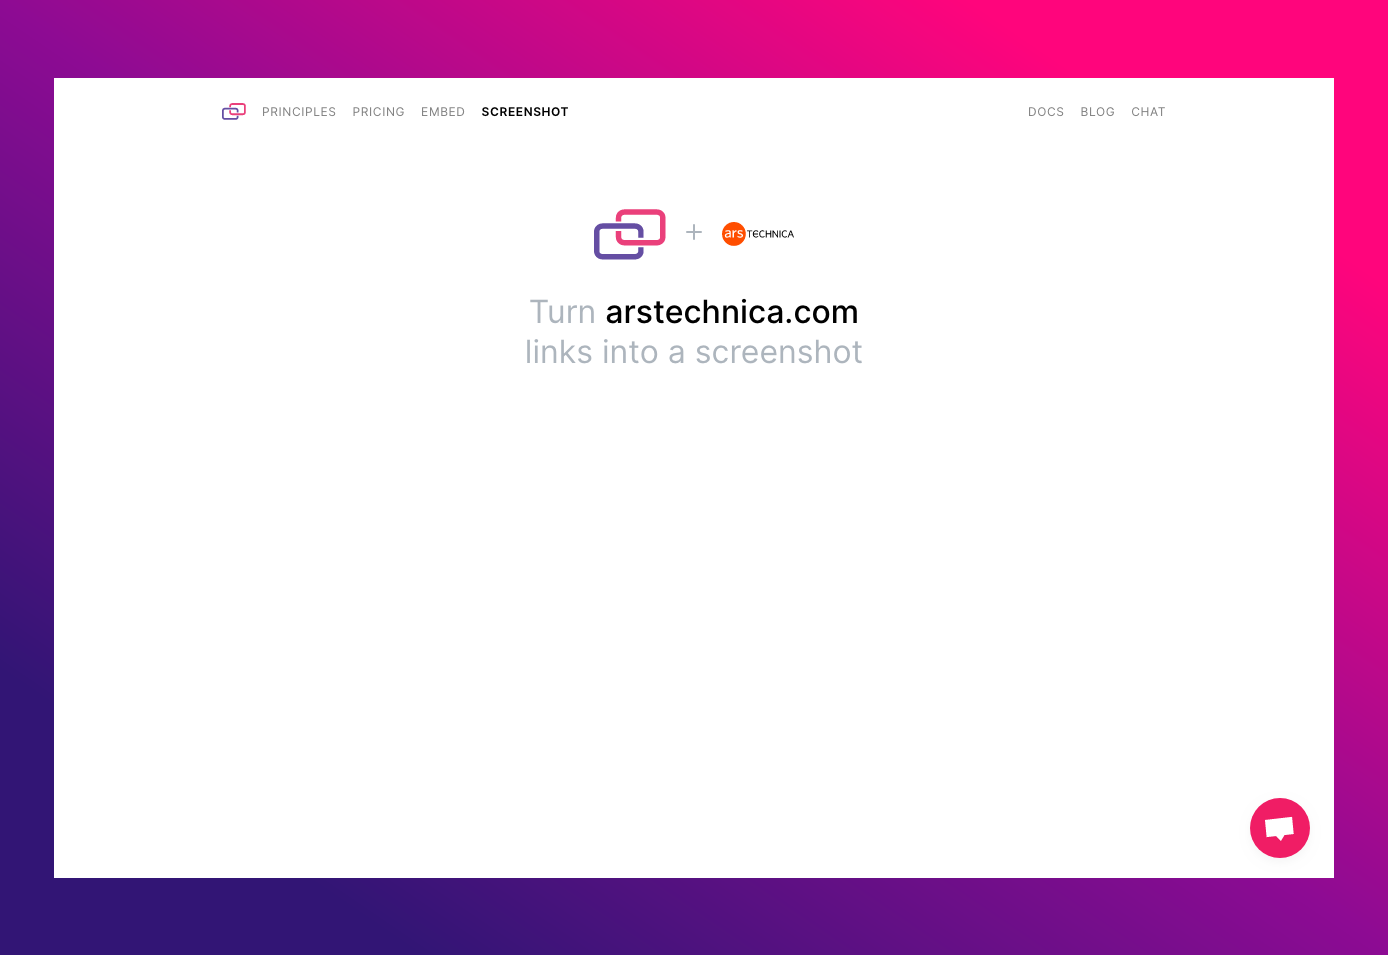 PRINCIPLES PRICING EMBED SCREENSHOT DOCS BLOG CHAT
ars TECHNICA
Turn arstechnica.com
links into a screenshot